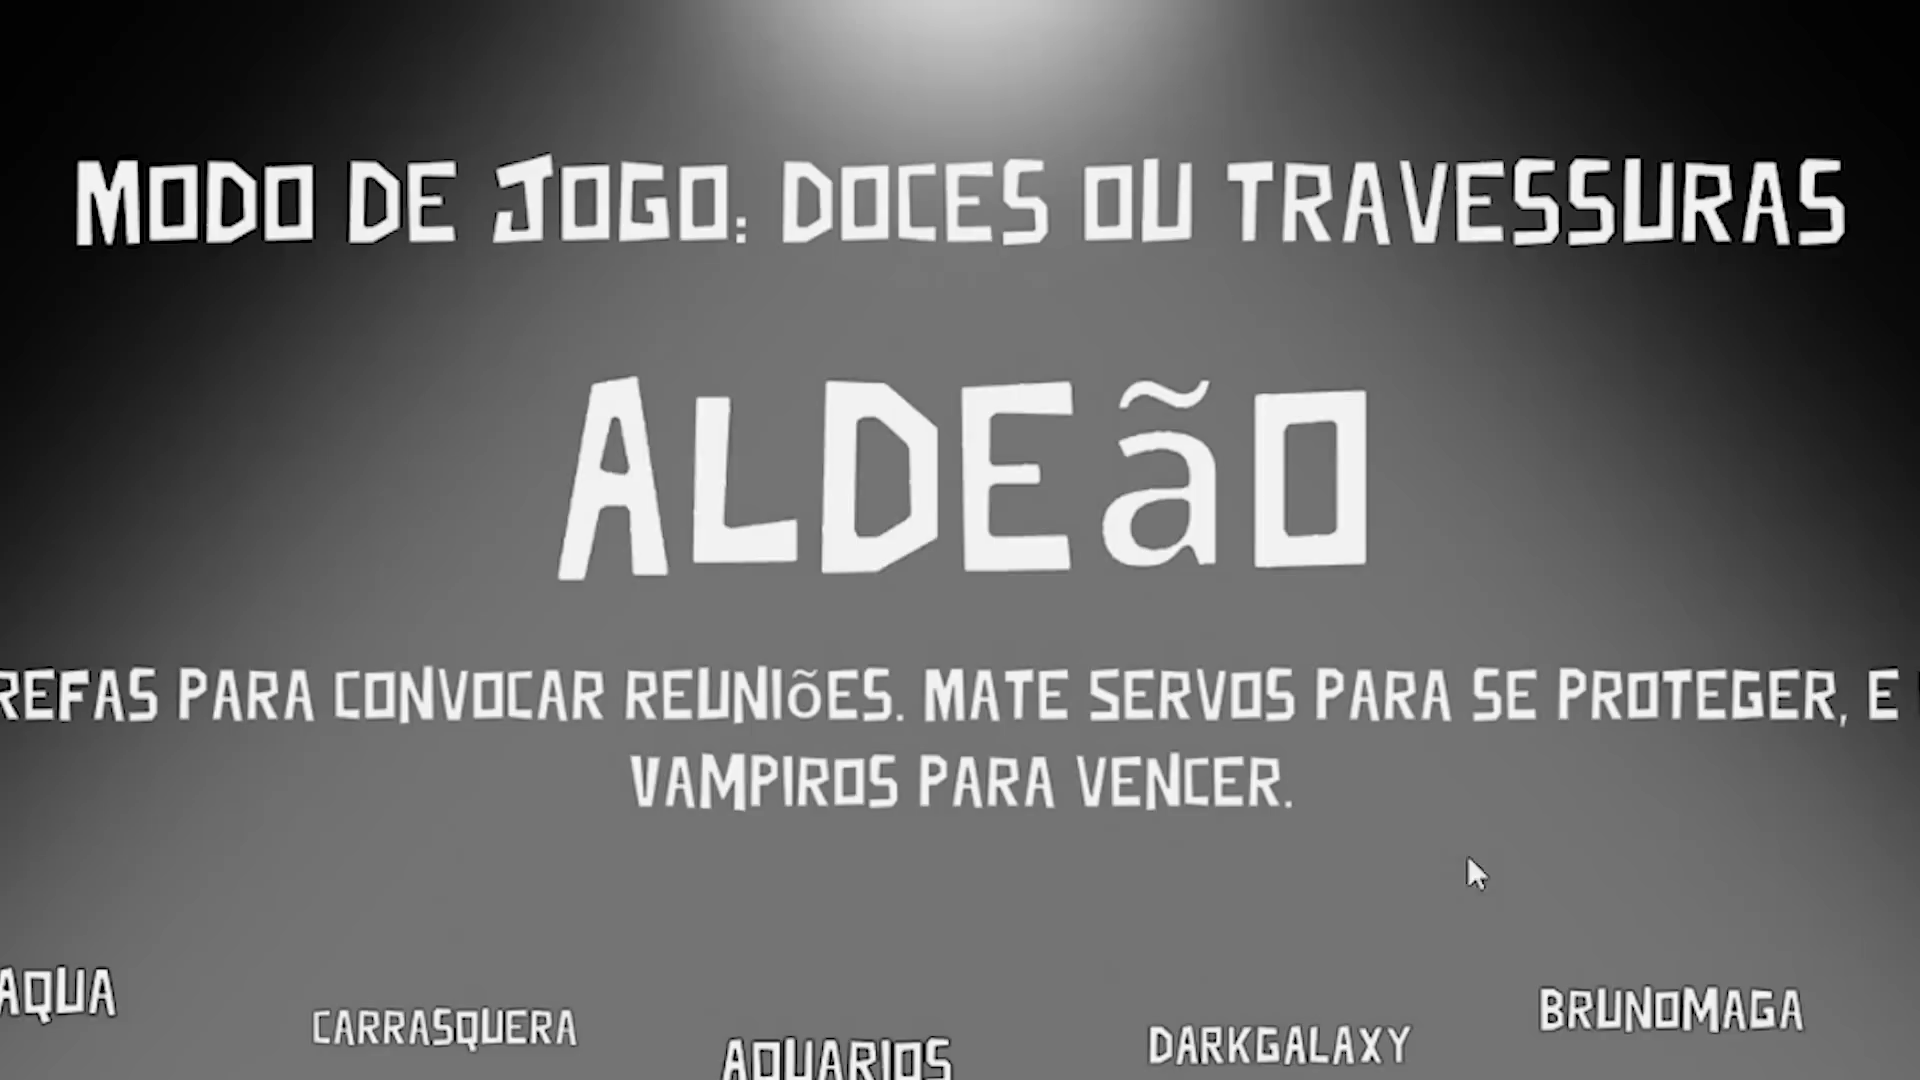 MODO DE JOGO: DOCES OU TRAVESSURAS
ALDEãO
REFAS PARA CONVOCAR REUNIõES. MATE SERVOS PARA SE PROTEGER, E
VAMPIROS PARA VENCER.
AQUA
CARRASQUERA
AQUARIOS
DARKGALAXY
BRUNOMAGA